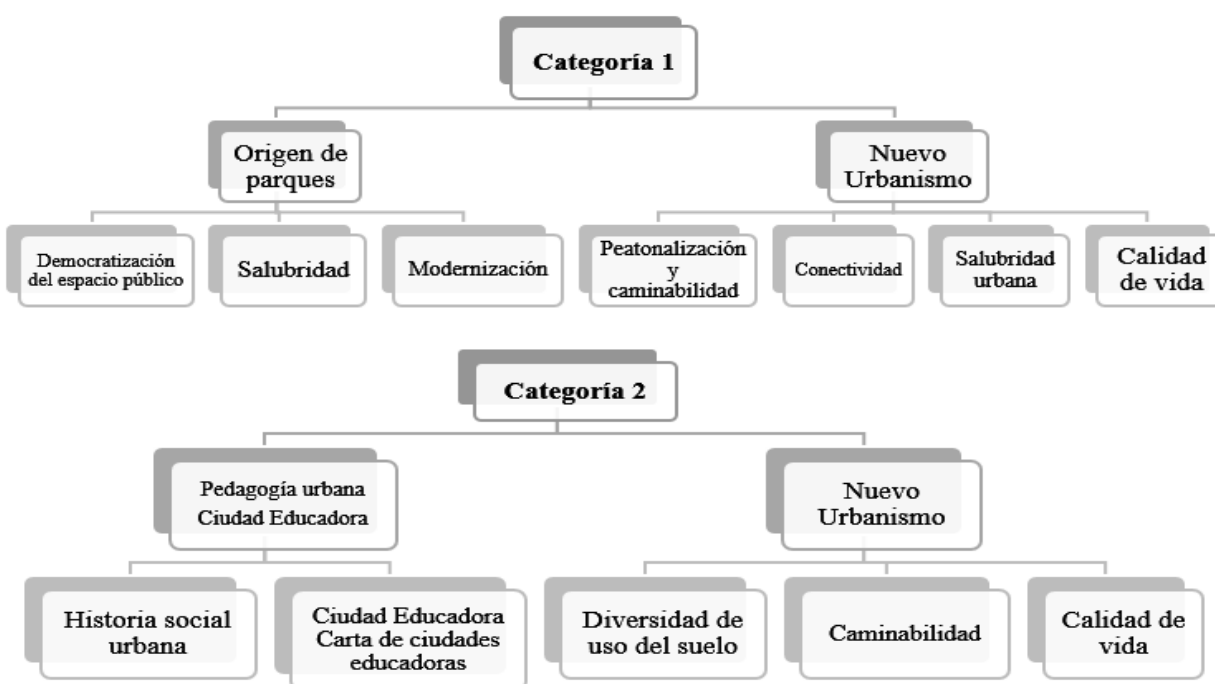 Categoría 1
Origen de
parques
Nuevo
Urbanismo
Democratización
del espacio público
Salubridad
Modernización
Peatonalización
y
caminabilidad
Conectividad
Salubridad
urbana
Calidad
de vida
Categoría 2
Pedagogía urbana
Ciudad Educadora
Nuevo
Urbanismo
Historia social
urbana
Ciudad Educadora
Carta de ciudades
educadoras
Diversidad de
uso del suelo
Caminabilidad
Calidad de
vida